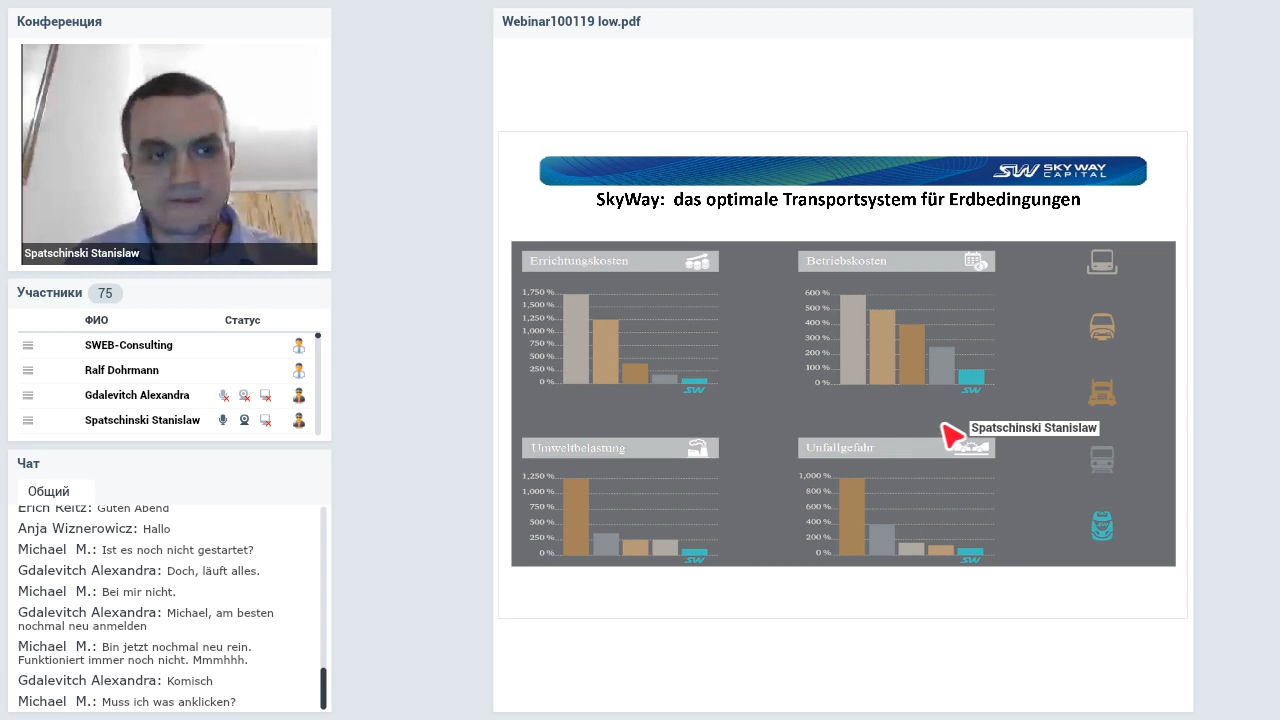 Конференция
Spatschinski Stanislaw
Участники 75
ФИО Статус
SWEB-Consulting
Ralf Dohrmann
Gdalevitch Alexandra
Spatschinski Stanislaw
Чат
Общий
Erich Reitz: Guten Abend
Anja Wiznerowicz: Hallo
Michael M.: Ist es noch nicht gestartet?
Gdalevitch Alexandra: Doch, läuft alles.
Michael M.: Bei mir nicht.
Gdalevitch Alexandra: Michael, am besten
nochmal neu anmelden
Michael M.: Bin jetzt nochmal neu rein.
Funktioniert immer noch nicht. Mmmhhh.
Gdalevitch Alexandra: Komisch
Michael M.: Muss ich was anklicken?
Webinar100119 low.pdf
SW SKY WAY
CAPITAL
SkyWay: das optimale Transportsystem für Erdbedingungen
Errichtungskosten
1,750 %
1,500 %
1,250 %
1,000 %
750 %
500 %
250 %
0 %
SW
Betriebskosten
600 %
500 %
400 %
300 %
200 %
100 %
0 %
SW
Spatschinski Stanislaw
Umweltbelastung
1,250 %
1,000 %
750 %
500 %
250 %
0 %
SW
Unfallgefahr
1,000 %
800 %
600 %
400 %
200 %
0 %
SW
SW